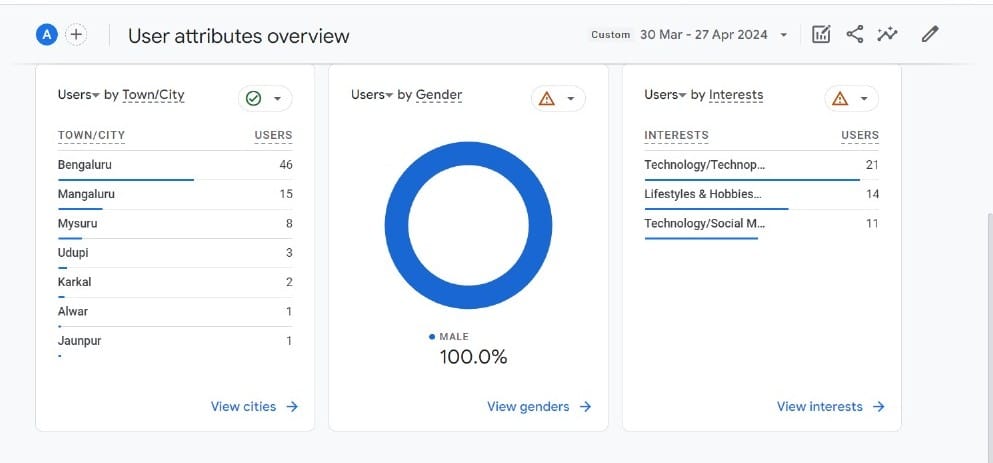 A + User attributes overview Custom 30 Mar - 27 Apr 2024
Users by Town/City
TOWN/CITY USERS
Bengaluru 46
Mangaluru 15
Mysuru 8
Udupi 3
Karkal 2
Alwar 1
Jaunpur 1
View cities →
Users by Gender
MALE
100.0%
View genders →
Users by Interests
INTERESTS USERS
Technology/Technop... 21
Lifestyles & Hobbies... 14
Technology/Social M... 11
View interests →